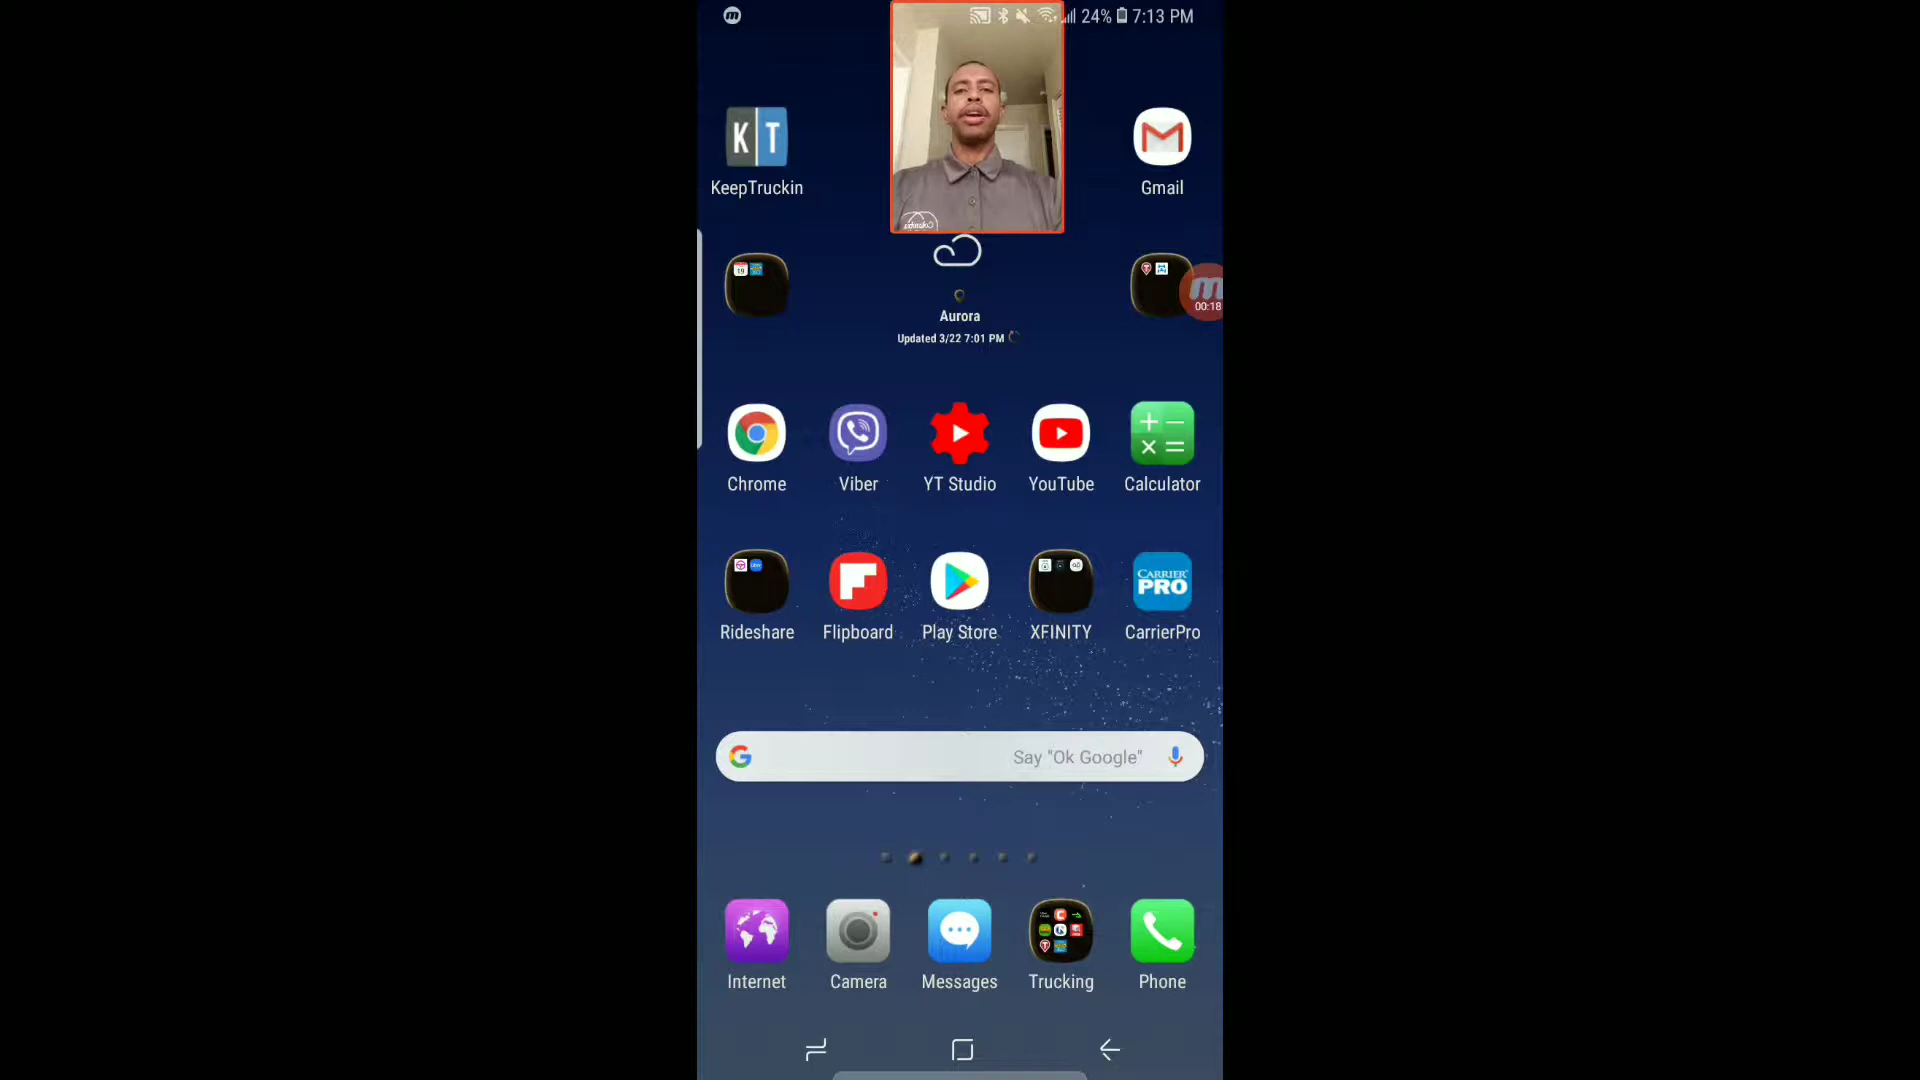 24% 7:13 PM
KT
KeepTruckin
Gmail
19
00:18
Aurora
Updated 3/22 7:01 PM
Chrome
Viber
YT Studio
YouTube
Calculator
CARRIER
PRO
Rideshare
Flipboard
Play Store
XFINITY
CarrierPro
Say "Ok Google"
Internet
Camera
Messages
Trucking
Phone